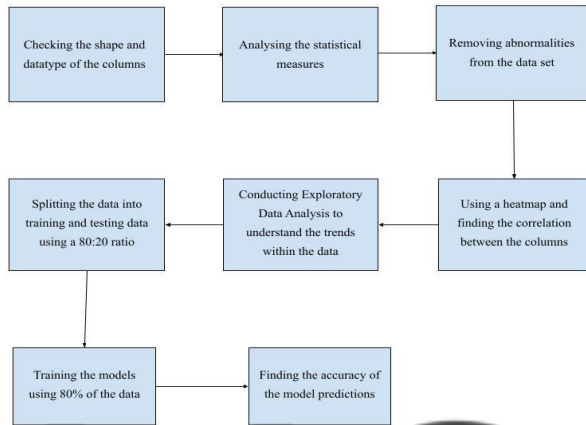 Checking the shape and
datatype of the columns
Analysing the statistical
measures
Removing abnormalities
from the data set
Using a heatmap and
finding the correlation
between the columns
Conducting Exploratory
Data Analysis to
understand the trends
within the data
Splitting the data into
training and testing data
using a 80:20 ratio
Training the models
using 80% of the data
Finding the accuracy of
the model predictions